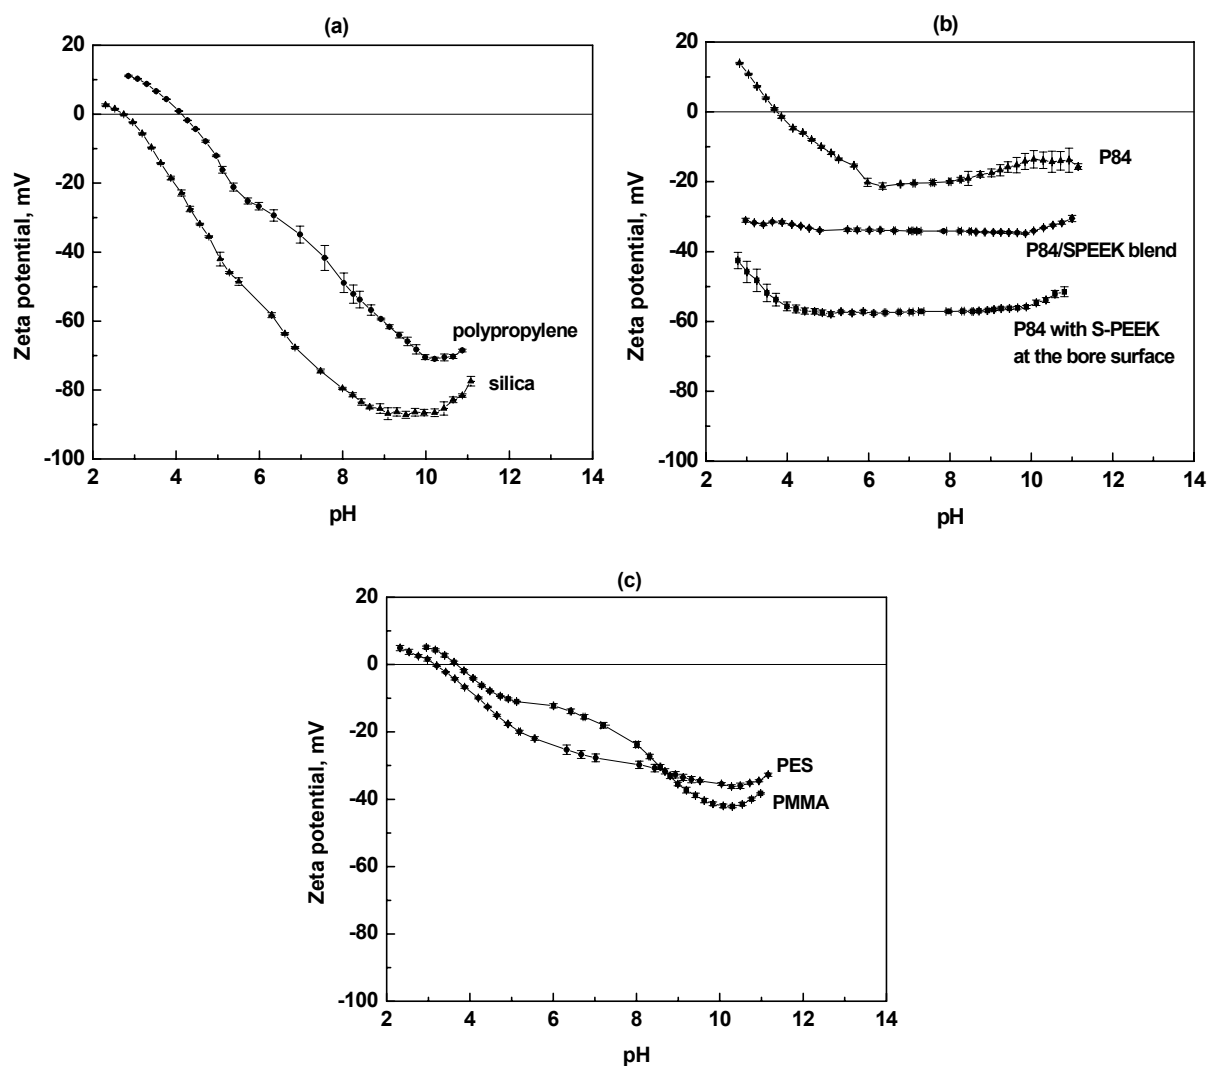 (a)
20
0
-20
-40
-60
-80
-100
2 4 6 8 10 12 14
Zeta potential, mV
pH
polypropylene
silica
(b)
20
0
-20
-40
-60
-80
-100
2 4 6 8 10 12 14
Zeta potential, mV
pH
P84
P84/SPEEK blend
P84 with S-PEEK
at the bore surface
(c)
20
0
-20
-40
-60
-80
-100
2 4 6 8 10 12 14
Zeta potential, mV
pH
PES
PMMA